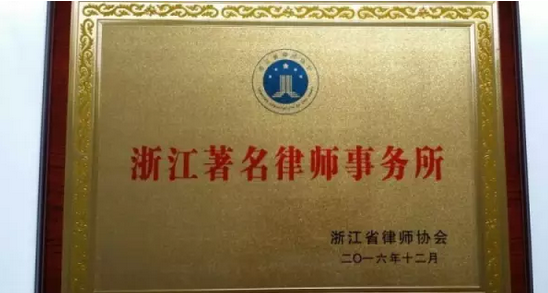 浙江著名律师事务所
浙江省律师协会
二〇一六年十二月